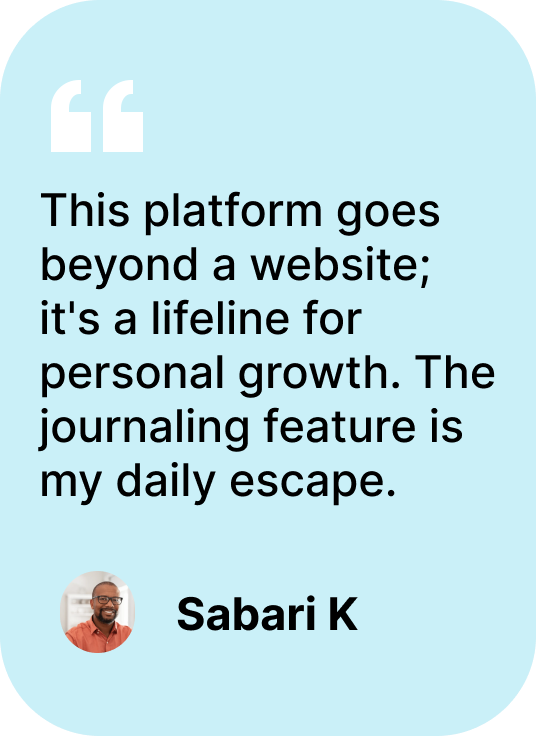 This platform goes
beyond a website;
it's a lifeline for
personal growth. The
journaling feature is
my daily escape.
Sabari K